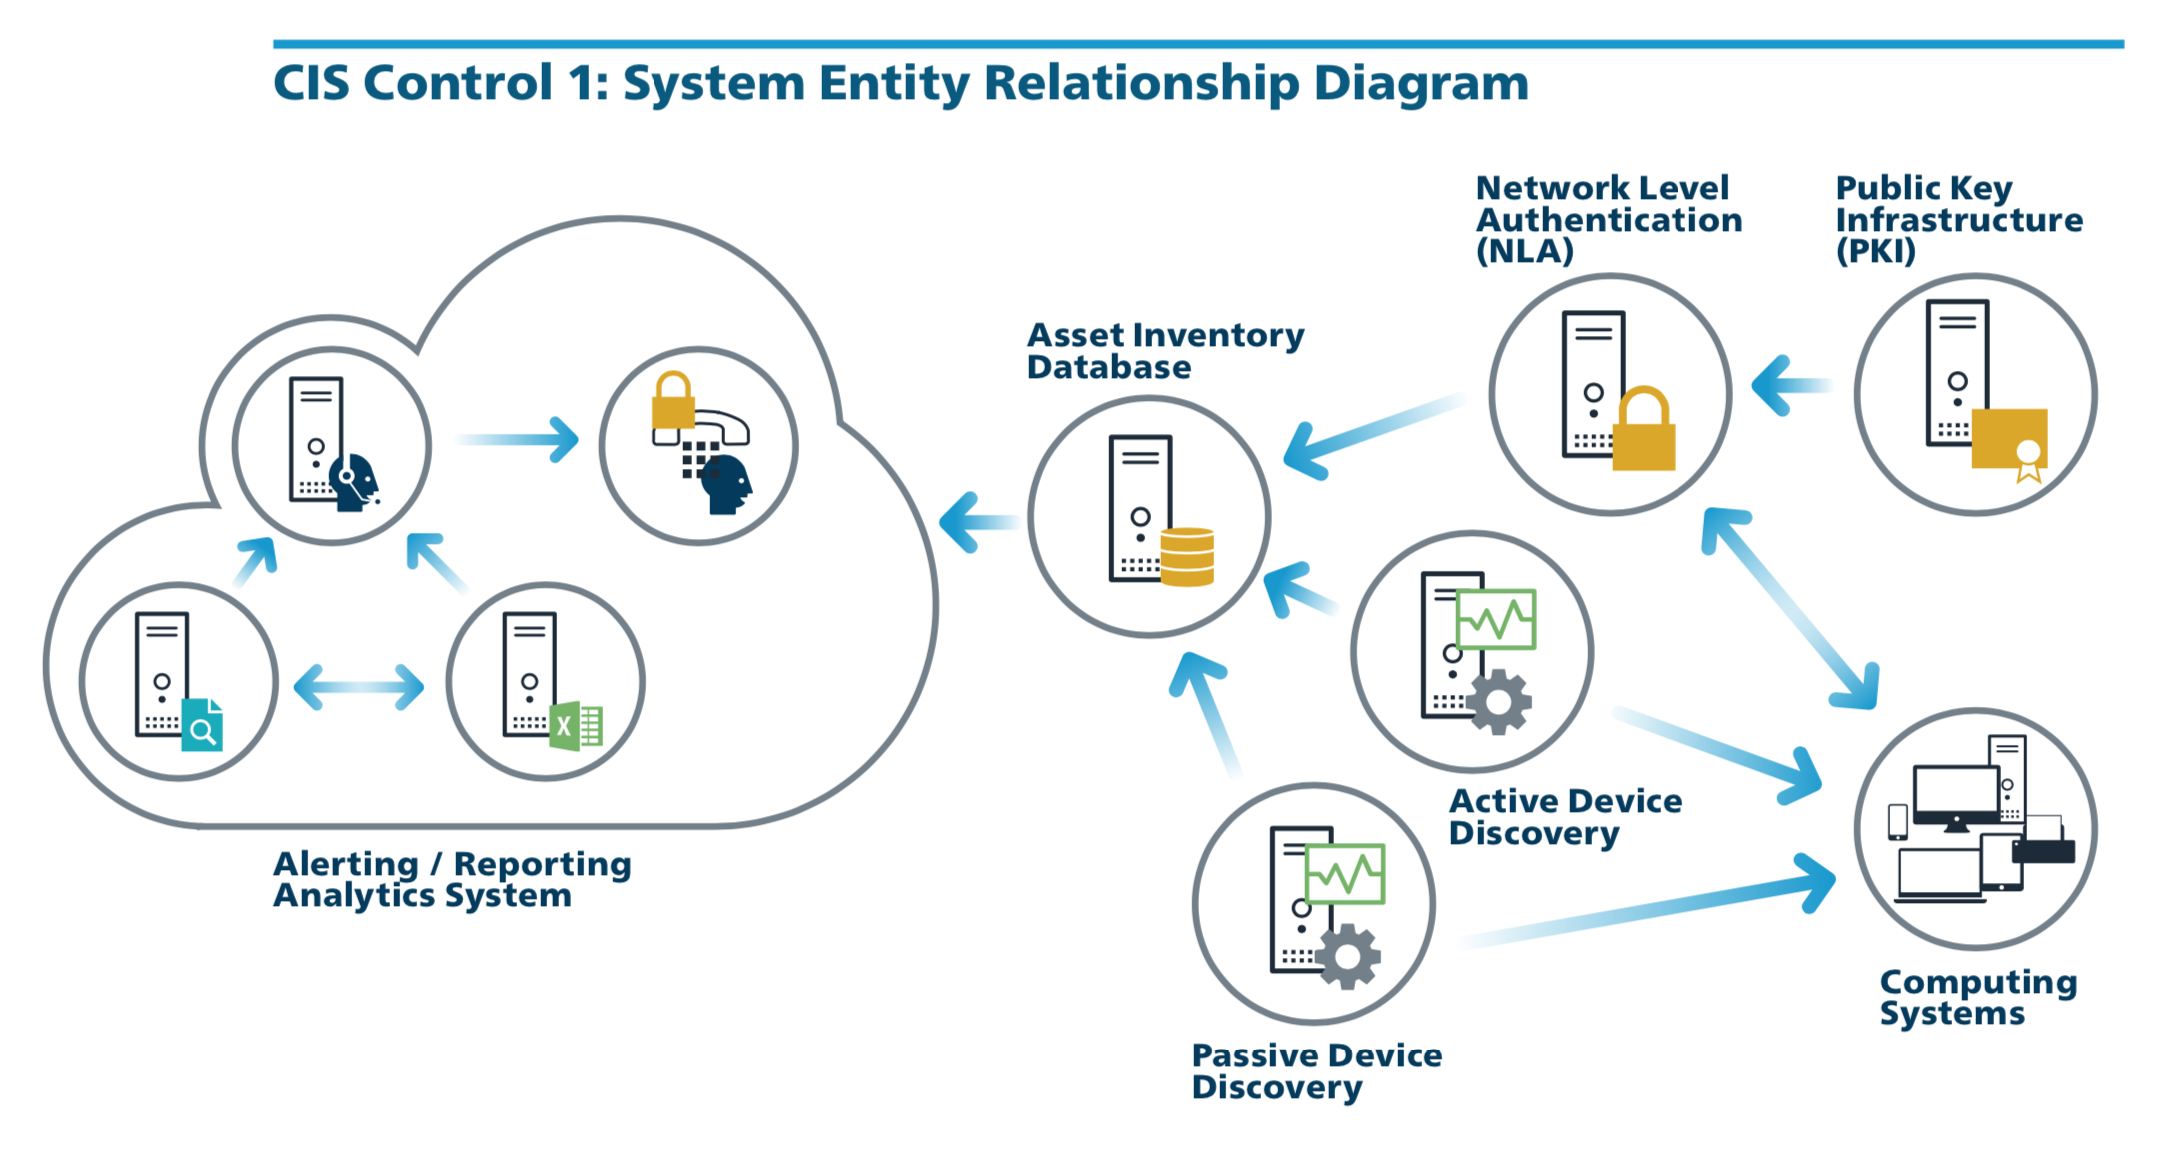 CIS Control 1: System Entity Relationship Diagram
Network Level
Authentication
(NLA)
Public Key
Infrastructure
(PKI)
Asset Inventory
Database
X
Active Device
Discovery
Alerting / Reporting
Analytics System
Computing
Systems
Passive Device
Discovery